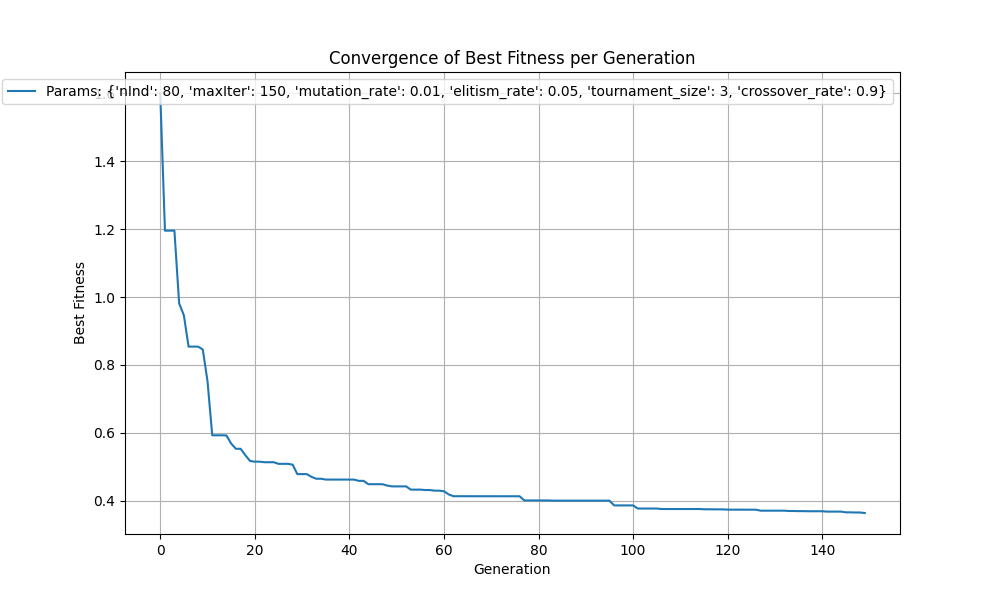 Convergence of Best Fitness per Generation
Params: {'nInd': 80, 'maxIter': 150, 'mutation_rate': 0.01, 'elitism_rate': 0.05, 'tournament_size': 3, 'crossover_rate': 0.9}
1.6
1.4
1.2
1.0
0.8
0.6
0.4
Best Fitness
0 20 40 60 80 100 120 140
Generation